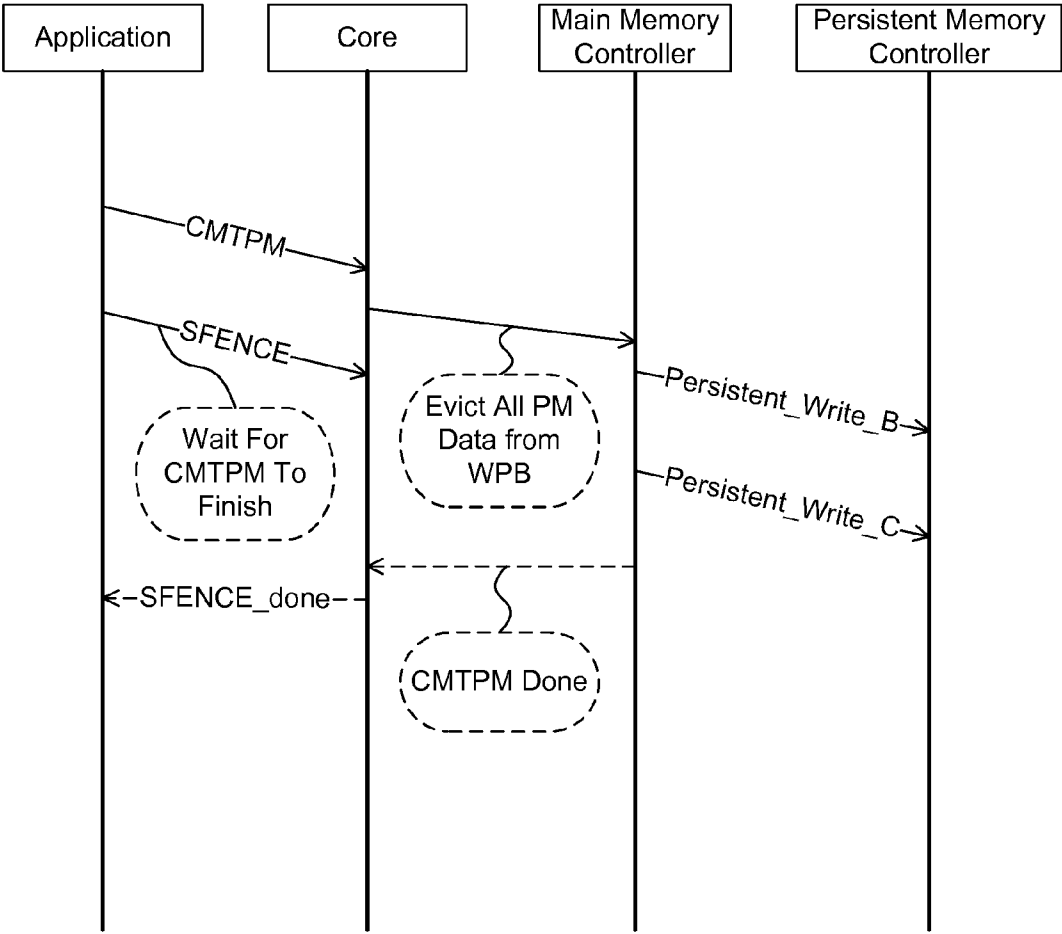 Application
Core
Main Memory
Controller
Persistent Memory
Controller
CMTPM
SFENCE
Wait For
CMTPM To
Finish
Evict All PM
Data from
WPB
Persistent_Write_B
Persistent_Write_C
SFENCE_done
CMTPM Done